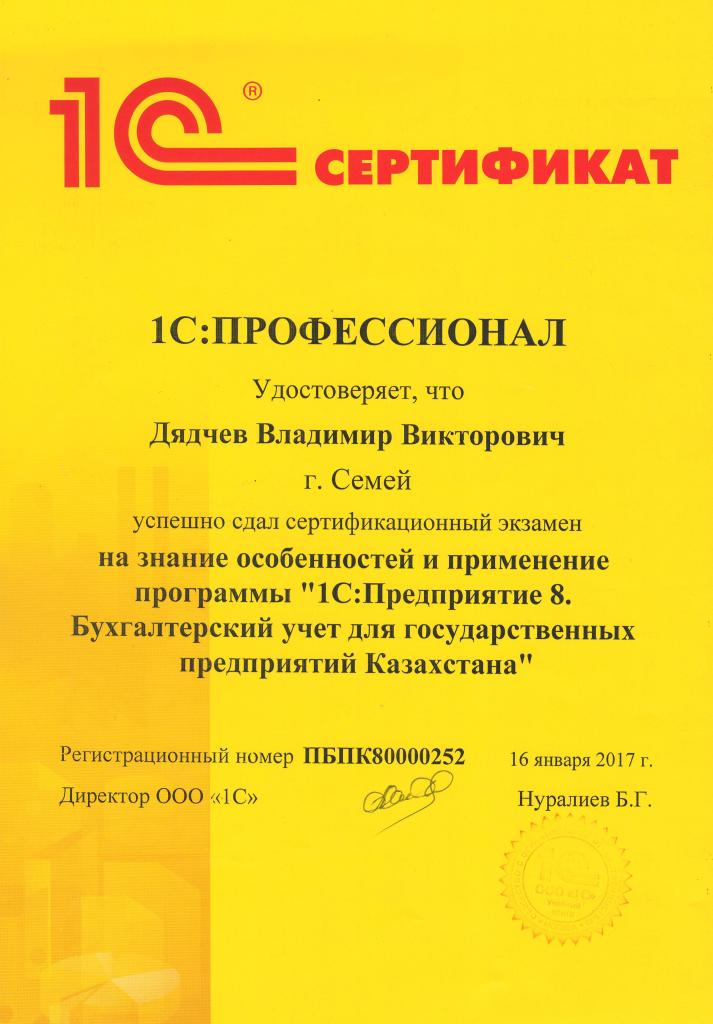 1С® СЕРТИФИКАТ
1С:ПРОФЕССИОНАЛ
Удостоверяет, что
Дядчев Владимир Викторович
г. Семей
успешно сдал сертификационный экзамен
на знание особенностей и применение
программы "1С:Предприятие 8.
Бухгалтерский учет для государственных
предприятий Казахстана"
Регистрационный номер ПБПК80000252 16 января 2017 г.
Директор ООО «1С» Нуралиев Б.Г.
1С
ООО «1С»
Учебный
центр